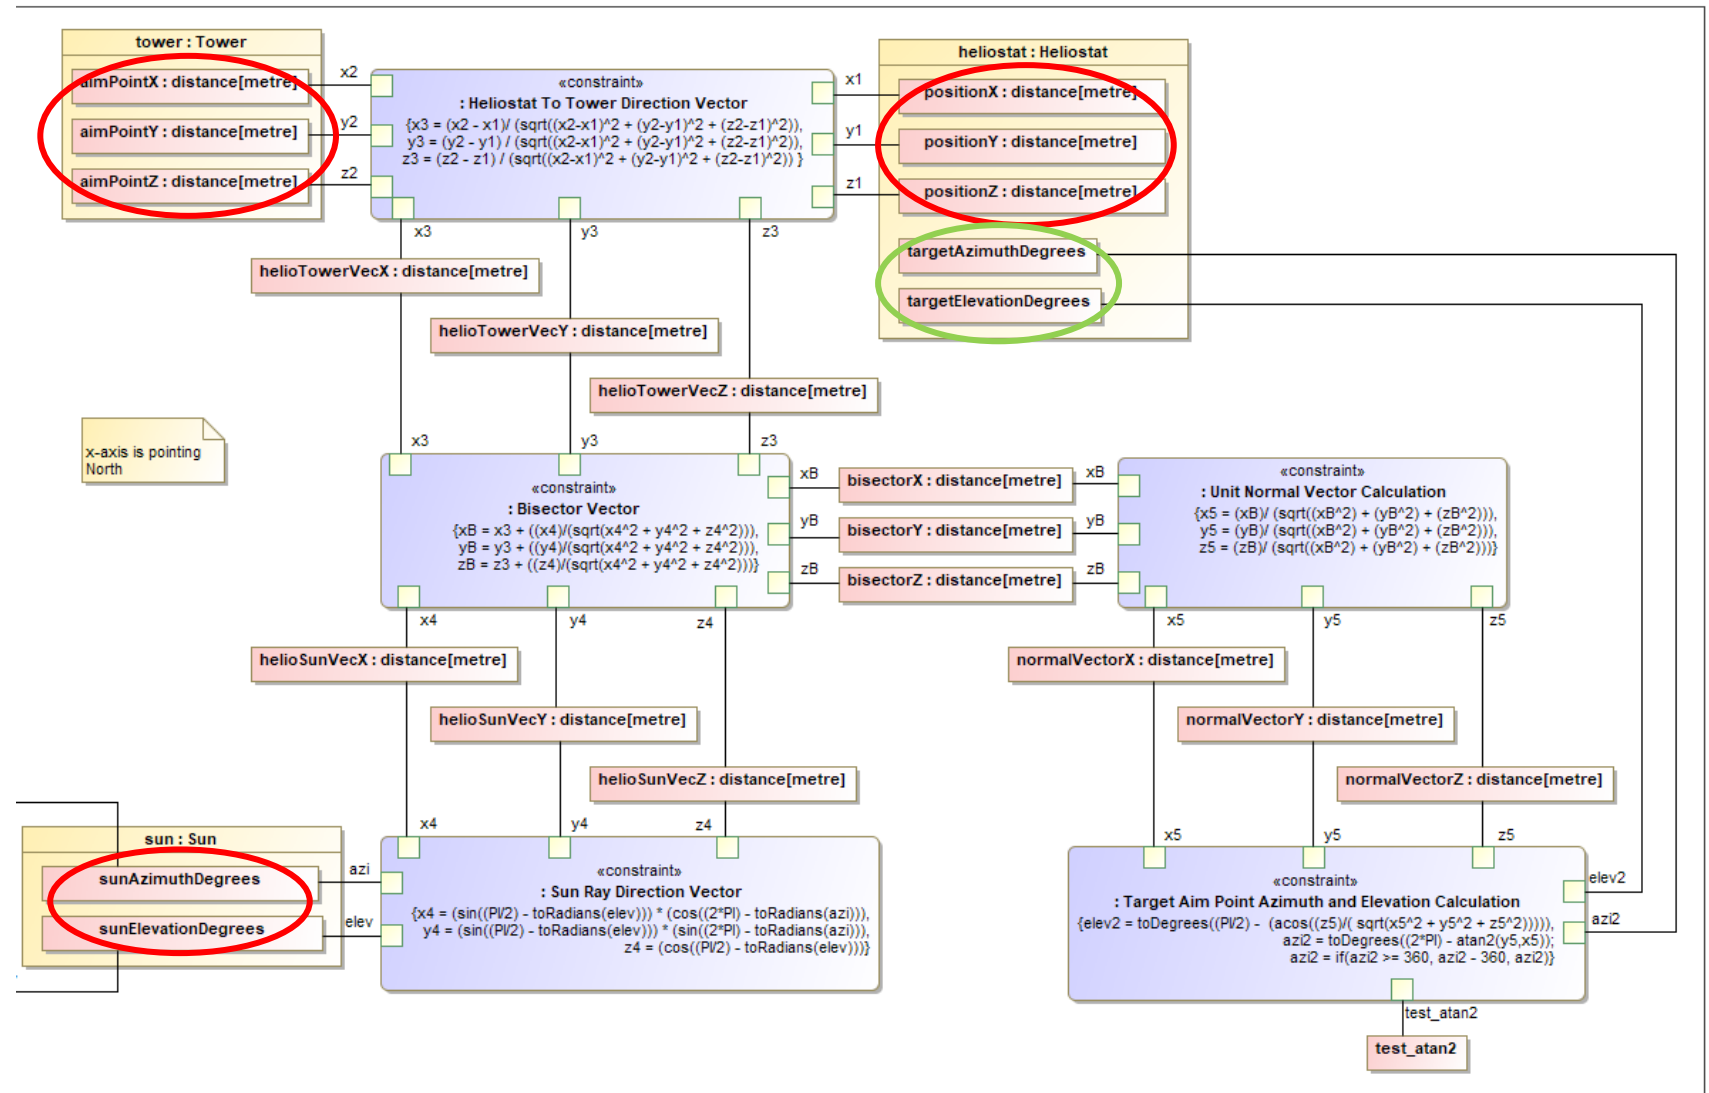 tower : Tower
aimPointX : distance[metre]
aimPointY : distance[metre]
aimPointZ : distance[metre]
x2
y2
z2
«constraint»
: Heliostat To Tower Direction Vector
{x3 = (x2 - x1)/ (sqrt((x2-x1)^2 + (y2-y1)^2 + (z2-z1)^2)),
y3 = (y2 - y1) / (sqrt((x2-x1)^2 + (y2-y1)^2 + (z2-z1)^2)),
z3 = (z2 - z1) / (sqrt((x2-x1)^2 + (y2-y1)^2 + (z2-z1)^2)) }
x1
y1
z1
heliostat : Heliostat
positionX : distance[metre]
positionY : distance[metre]
positionZ : distance[metre]
targetAzimuthDegrees
targetElevationDegrees
x3
y3
z3
helioTowerVecX : distance[metre]
helioTowerVecY : distance[metre]
helioTowerVecZ : distance[metre]
x-axis is pointing
North
x3
y3
z3
«constraint»
: Bisector Vector
{xB = x3 + ((x4)/(sqrt(x4^2 + y4^2 + z4^2))),
yB = y3 + ((y4)/(sqrt(x4^2 + y4^2 + z4^2))),
zB = z3 + ((z4)/(sqrt(x4^2 + y4^2 + z4^2)))}
xB
yB
zB
bisectorX : distance[metre]
bisectorY : distance[metre]
bisectorZ : distance[metre]
xB
yB
zB
«constraint»
: Unit Normal Vector Calculation
{x5 = (xB)/ (sqrt((xB^2) + (yB^2) + (zB^2))),
y5 = (yB)/ (sqrt((xB^2) + (yB^2) + (zB^2))),
z5 = (zB)/ (sqrt((xB^2) + (yB^2) + (zB^2)))}
x4
y4
z4
x5
y5
z5
helioSunVecX : distance[metre]
helioSunVecY : distance[metre]
helioSunVecZ : distance[metre]
normalVectorX : distance[metre]
normalVectorY : distance[metre]
normalVectorZ : distance[metre]
x4
y4
z4
x5
y5
z5
sun : Sun
sunAzimuthDegrees
sunElevationDegrees
azi
elev
«constraint»
: Sun Ray Direction Vector
{x4 = (sin((PI/2) - toRadians(elev))) * (cos((2*PI) - toRadians(azi))),
y4 = (sin((PI/2) - toRadians(elev))) * (sin((2*PI) - toRadians(azi))),
z4 = (cos((PI/2) - toRadians(elev)))}
«constraint»
: Target Aim Point Azimuth and Elevation Calculation
{elev2 = toDegrees((PI/2) - (acos((z5)/( sqrt(x5^2 + y5^2 + z5^2))))),
azi2 = toDegrees((2*PI) - atan2(y5,x5));
azi2 = if(azi2 >= 360, azi2 - 360, azi2)}
elev2
azi2
test_atan2
test_atan2